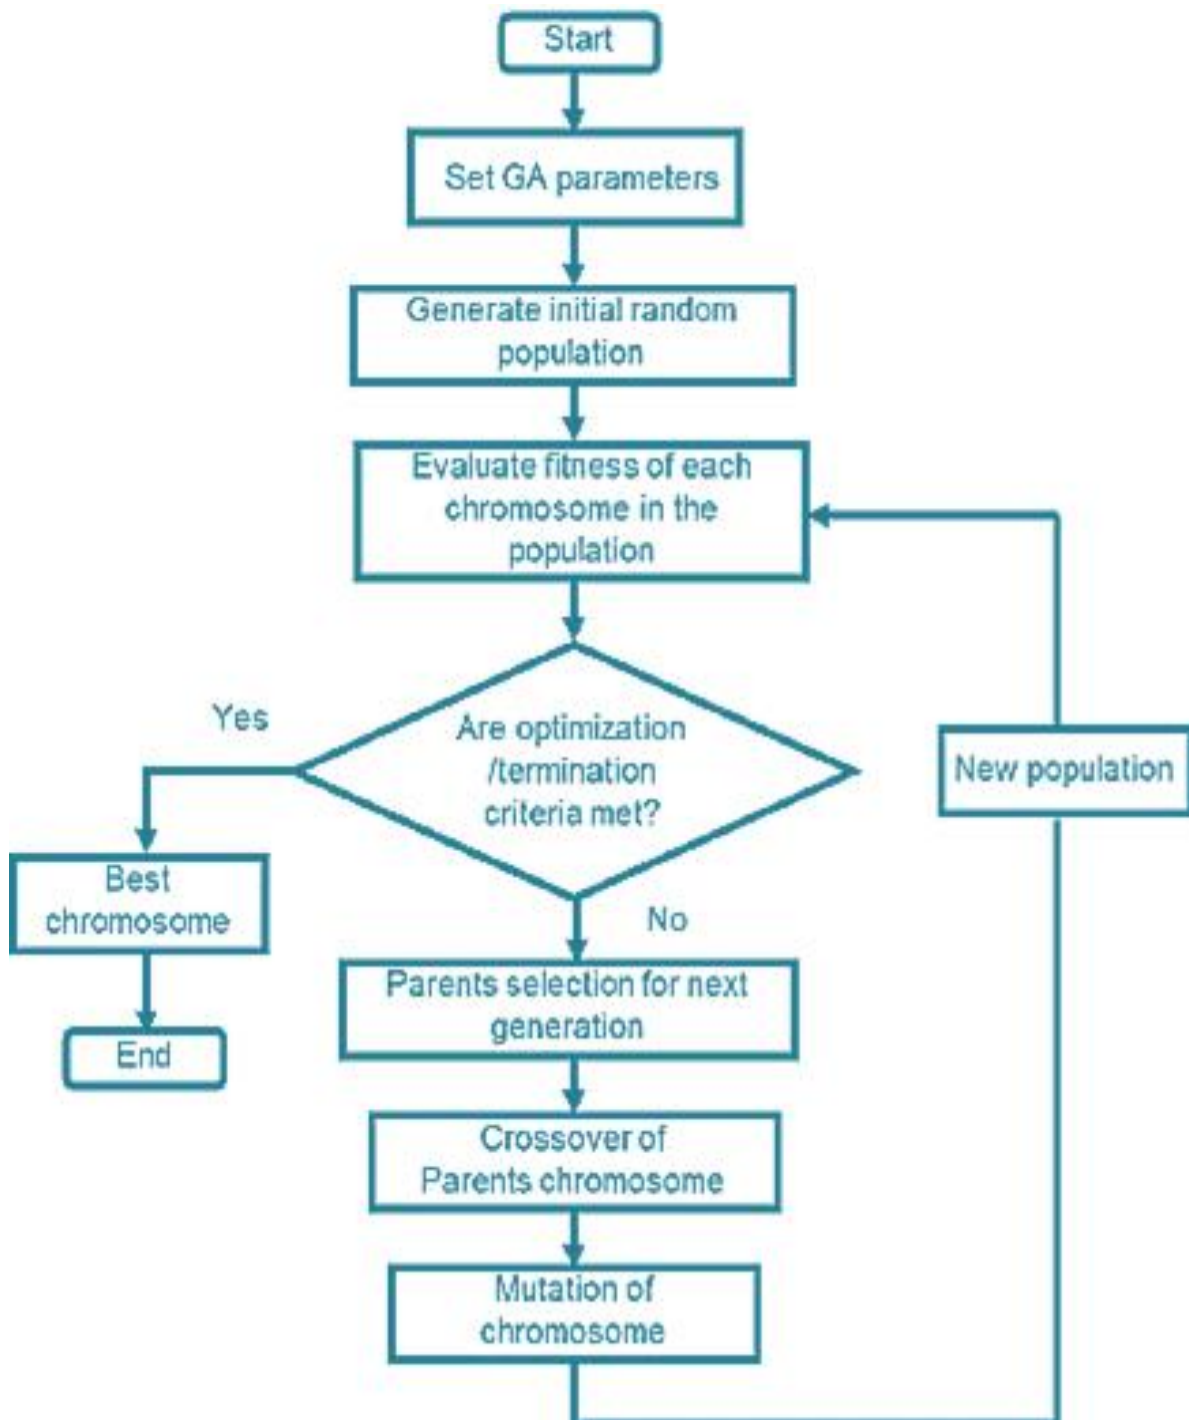 Start
Set GA parameters
Generate initial random
population
Evaluate fitness of each
chromosome in the
population
Yes
Are optimization
/termination
criteria met?
New population
Best
chromosome
No
Parents selection for next
generation
End
Crossover of
Parents chromosome
Mutation of
chromosome